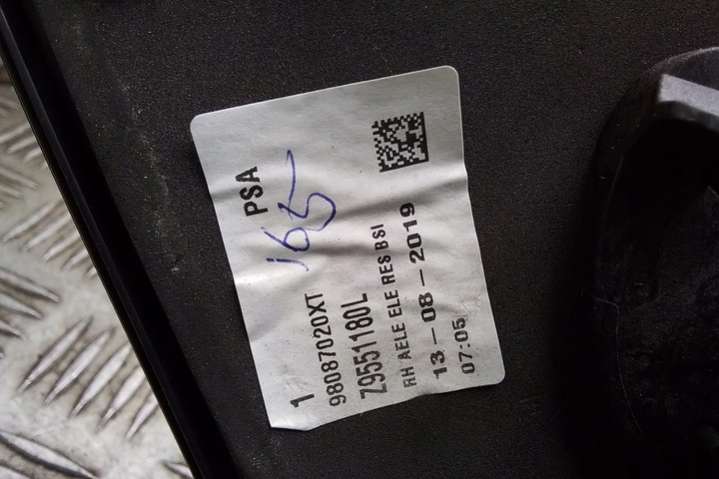 PSA
165
1
98087020XT
Z9551180L
RH AELE ELE RES BSI
13-08-2019
07:05